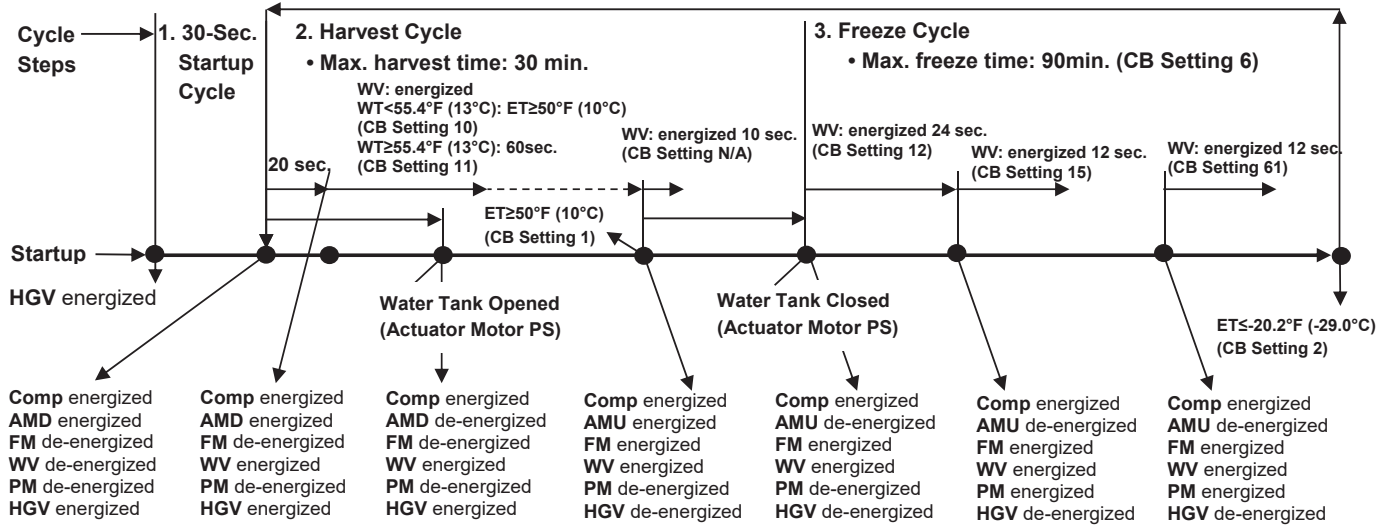 Cycle
Steps
1. 30-Sec.
Startup
Cycle
2. Harvest Cycle
• Max. harvest time: 30 min.
3. Freeze Cycle
• Max. freeze time: 90min. (CB Setting 6)
WV: energized
WT<55.4°F (13°C): ET≥50°F (10°C)
(CB Setting 10)
WT≥55.4°F (13°C): 60sec.
(CB Setting 11)
20 sec.
WV: energized 10 sec.
(CB Setting N/A)
WV: energized 24 sec.
(CB Setting 12)
WV: energized 12 sec.
(CB Setting 15)
WV: energized 12 sec.
(CB Setting 61)
ET≥50°F (10°C)
(CB Setting 1)
Startup
HGV energized
Water Tank Opened
(Actuator Motor PS)
Water Tank Closed
(Actuator Motor PS)
ET≤-20.2°F (-29.0°C)
(CB Setting 2)
Comp energized
AMD energized
FM de-energized
WV de-energized
PM de-energized
HGV energized
Comp energized
AMD energized
FM de-energized
WV energized
PM de-energized
HGV energized
Comp energized
AMD de-energized
FM de-energized
WV energized
PM de-energized
HGV energized
Comp energized
AMU energized
FM energized
WV energized
PM de-energized
HGV de-energized
Comp energized
AMU de-energized
FM energized
WV energized
PM de-energized
HGV de-energized
Comp energized
AMU de-energized
FM energized
WV energized
PM energized
HGV de-energized
Comp energized
AMU de-energized
FM energized
WV energized
PM energized
HGV de-energized